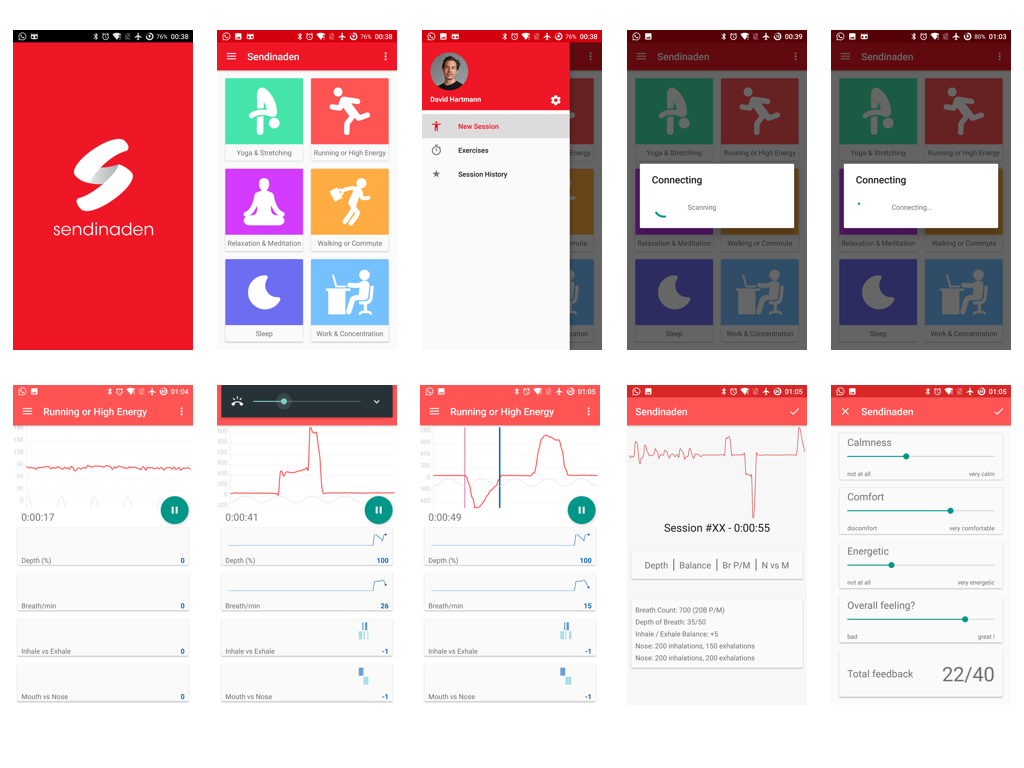 76% 00:38
sendinaden
76% 00:38
Sendinaden
Yoga & Stretching
Running or High Energy
Relaxation & Meditation
Walking or Commute
Sleep
Work & Concentration
76% 00:38
David Hartmann
New Session
Exercises
Session History
Energy
mmute
ation
00:39
Sendinaden
Yoga & Stretching
Running or High Energy
Connecting
Scanning
Relaxation & Meditation
Walking or Commute
Sleep
Work & Concentration
80% 01:03
Sendinaden
Yoga & Stretching
Running or High Energy
Connecting
Connecting...
Relaxation & Meditation
Walking or Commute
Sleep
Work & Concentration
01:04
Running or High Energy
180
150
120
90
60
30
0
0:00:17
Depth (%) 0
Breath/min 0
Inhale vs Exhale 0
Mouth vs Nose 0
800
500
200
900
600
300
0
300
0:00:41
Depth (%) 100
Breath/min 26
Inhale vs Exhale -1
Mouth vs Nose -1
01:05
Running or High Energy
200
900
600
300
0
300
600
0:00:49
Depth (%) 100
Breath/min 15
Inhale vs Exhale -1
Mouth vs Nose -1
01:05
Sendinaden
Session #XX - 0:00:55
Depth | Balance | Br P/M | N vs M
Breath Count: 700 (20B P/M)
Depth of Breath: 35/50
Inhale / Exhale Balance: +5
Nose: 200 inhalations, 150 exhalations
Nose: 200 inhalations, 200 exhalations
01:05
Sendinaden
Calmness
not at all very calm
Comfort
discomfort very comfortable
Energetic
not at all very energetic
Overall feeling?
bad great !
Total feedback 22/40